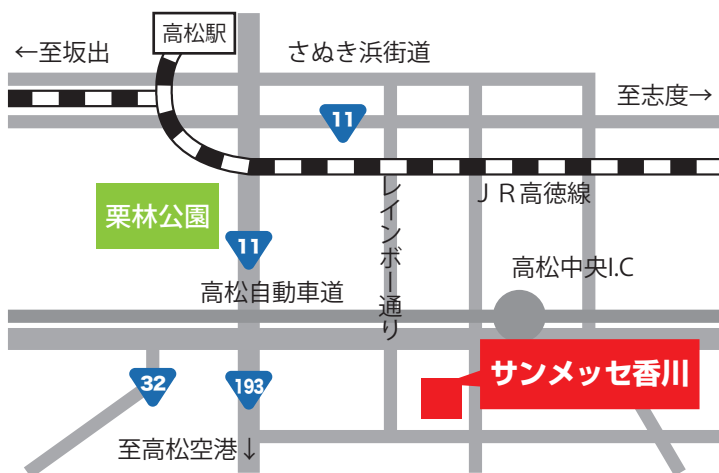 高松駅
←至坂出
さぬき浜街道
至志度→
11
栗林公園
JR高徳線
レインボー通り
11
高松中央I.C
高松自動車道
サンメッセ香川
32
193
至高松空港↓